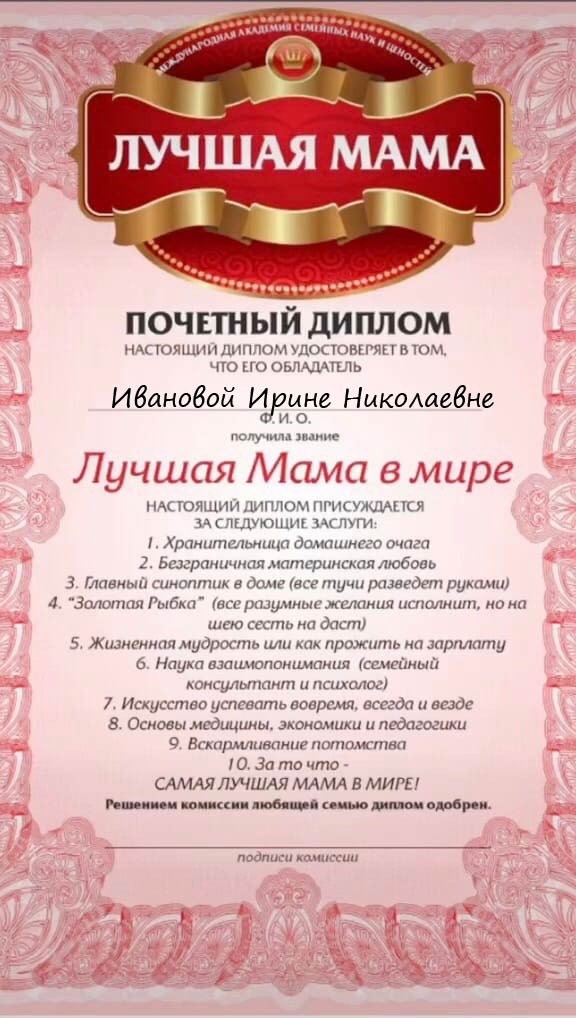 МЕЖДУНАРОДНАЯ АКАДЕМИЯ СЕМЕЙНЫХ НАУК И ЦЕНОСТЕЙ
ЛУЧШАЯ МАМА
ПОЧЕТНЫЙ ДИПЛОМ
НАСТОЯЩИЙ ДИПЛОМ УДОСТОВЕРЯЕТ В ТОМ,
ЧТО ЕГО ОБЛАДАТЕЛЬ
Ивановой Ирине Николаевне
Ф. И. О.
получила звание
Лучшая Мама в мире
НАСТОЯЩИЙ ДИПЛОМ ПРИСУЖДАЕТСЯ
ЗА СЛЕДУЮЩИЕ ЗАСЛУГИ:
1. Хранительница домашнего очага
2. Безграничная материнская любовь
3. Главный синоптик в доме (все тучи разведет руками)
4. “Золотая Рыбка” (все разумные желания исполнит, но на
шею сесть на даст)
5. Жизненная мудрость или как прожить на зарплату
6. Наука взаимопонимания (семейный
консультант и психолог)
7. Искусство успевать вовремя, всегда и везде
8. Основы медицины, экономики и педагогики
9. Вскармливание потомства
10. За то что -
САМАЯ ЛУЧШАЯ МАМА В МИРЕ!
Решением комиссии любящей семью диплом одобрен.
подписи комиссии